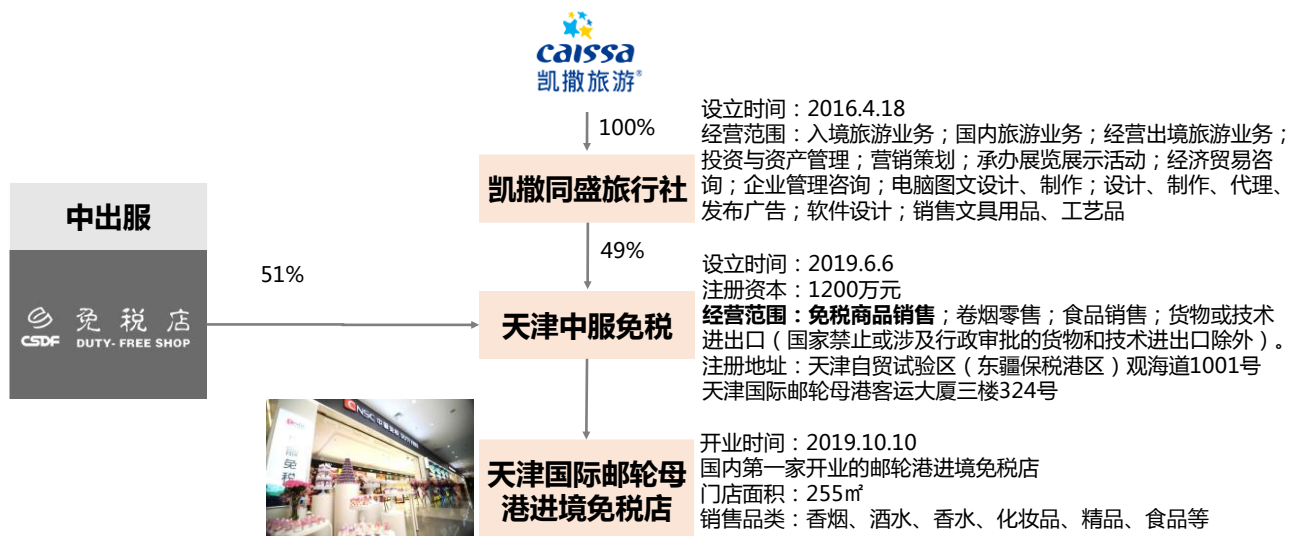 caissa
凯撒旅游®
100%
设立时间：2016.4.18
经营范围：入境旅游业务；国内旅游业务；经营出境旅游业务；
投资与资产管理；营销策划；承办展览展示活动；经济贸易咨
询；企业管理咨询；电脑图文设计、制作；设计、制作、代理、
发布广告；软件设计；销售文具用品、工艺品
凯撒同盛旅行社
中出服
49%
51%
设立时间：2019.6.6
注册资本：1200万元
经营范围：免税商品销售；卷烟零售；食品销售；货物或技术
进出口（国家禁止或涉及行政审批的货物和技术进出口除外）。
注册地址：天津自贸试验区（东疆保税港区）观海道1001号
天津国际邮轮母港客运大厦三楼324号
免税店
CSDF DUTY-FREE SHOP
天津中服免税
CNSC 中服免税 DUTY FREE
服
免
税
天津国际邮轮母
港进境免税店
开业时间：2019.10.10
国内第一家开业的邮轮港进境免税店
门店面积：255㎡
销售品类：香烟、酒水、香水、化妆品、精品、食品等